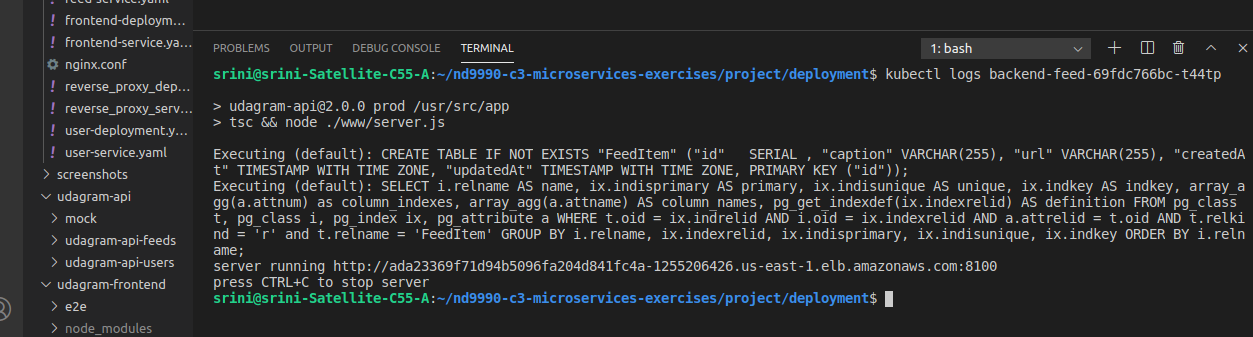 feed-service.yaml
frontend-deploym...
frontend-service.ya...
nginx.conf
reverse_proxy_dep...
reverse_proxy_serv...
user-deployment.y...
user-service.yaml
screenshots
udagram-api
mock
udagram-api-feeds
udagram-api-users
udagram-frontend
e2e
node_modules
PROBLEMS OUTPUT DEBUG CONSOLE TERMINAL 1: bash
srini@srini-Satellite-C55-A:~/nd9990-c3-microservices-exercises/project/deployment$ kubectl logs backend-feed-69fdc766bc-t44tp
> udagram-api@2.0.0 prod /usr/src/app
> tsc && node ./www/server.js
Executing (default): CREATE TABLE IF NOT EXISTS "FeedItem" ("id"   SERIAL , "caption" VARCHAR(255), "url" VARCHAR(255), "createdA
t" TIMESTAMP WITH TIME ZONE, "updatedAt" TIMESTAMP WITH TIME ZONE, PRIMARY KEY ("id"));
Executing (default): SELECT i.relname AS name, ix.indisprimary AS primary, ix.indisunique AS unique, ix.indkey AS indkey, array_a
gg(a.attnum) as column_indexes, array_agg(a.attname) AS column_names, pg_get_indexdef(ix.indexrelid) AS definition FROM pg_class
t, pg_class i, pg_index ix, pg_attribute a WHERE t.oid = ix.indrelid AND i.oid = ix.indexrelid AND a.attrelid = t.oid AND t.relki
nd = 'r' and t.relname = 'FeedItem' GROUP BY i.relname, ix.indexrelid, ix.indisprimary, ix.indisunique, ix.indkey ORDER BY i.reln
ame;
server running http://ada23369f71d94b5096fa204d841fc4a-1255206426.us-east-1.elb.amazonaws.com:8100
press CTRL+C to stop server
srini@srini-Satellite-C55-A:~/nd9990-c3-microservices-exercises/project/deployment$